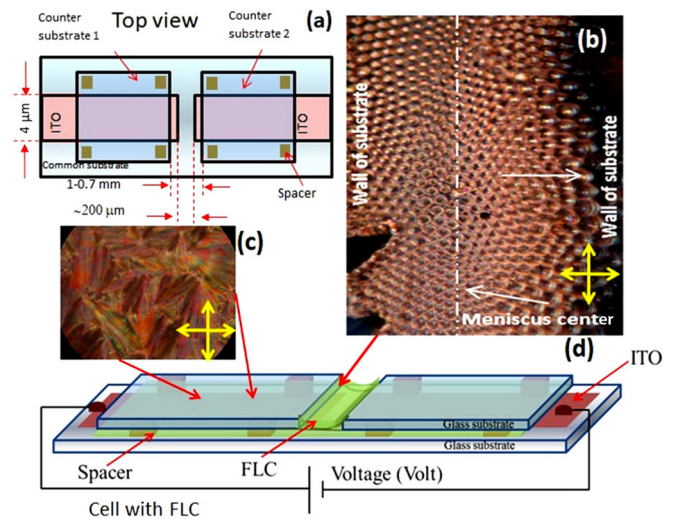 Top view
(a)
Counter
substrate 1
Counter
substrate 2
4 µm
ITO
ITO
Common substrate
1-0.7 mm
Spacer
~200 µm
(b)
Wall of substrate
Wall of substrate
Meniscus center
(c)
(d)
ITO
Glass substrate
Glass substrate
Spacer
FLC
Voltage (Volt)
Cell with FLC